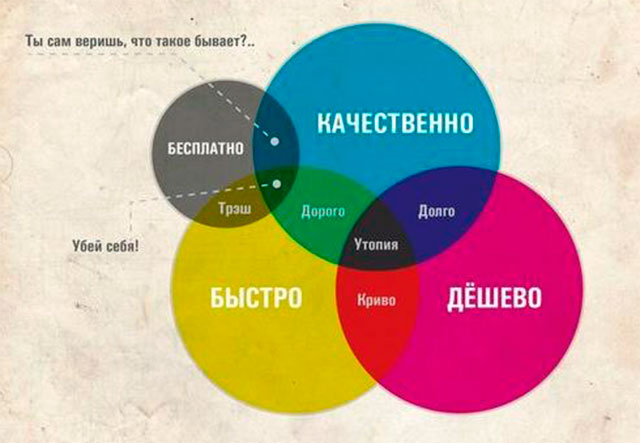 Ты сам веришь, что такое бывает?..
КАЧЕСТВЕННО
БЕСПЛАТНО
Трэш
Дорого
Долго
Убей себя!
Утопия
БЫСТРО
Криво
ДЁШЕВО